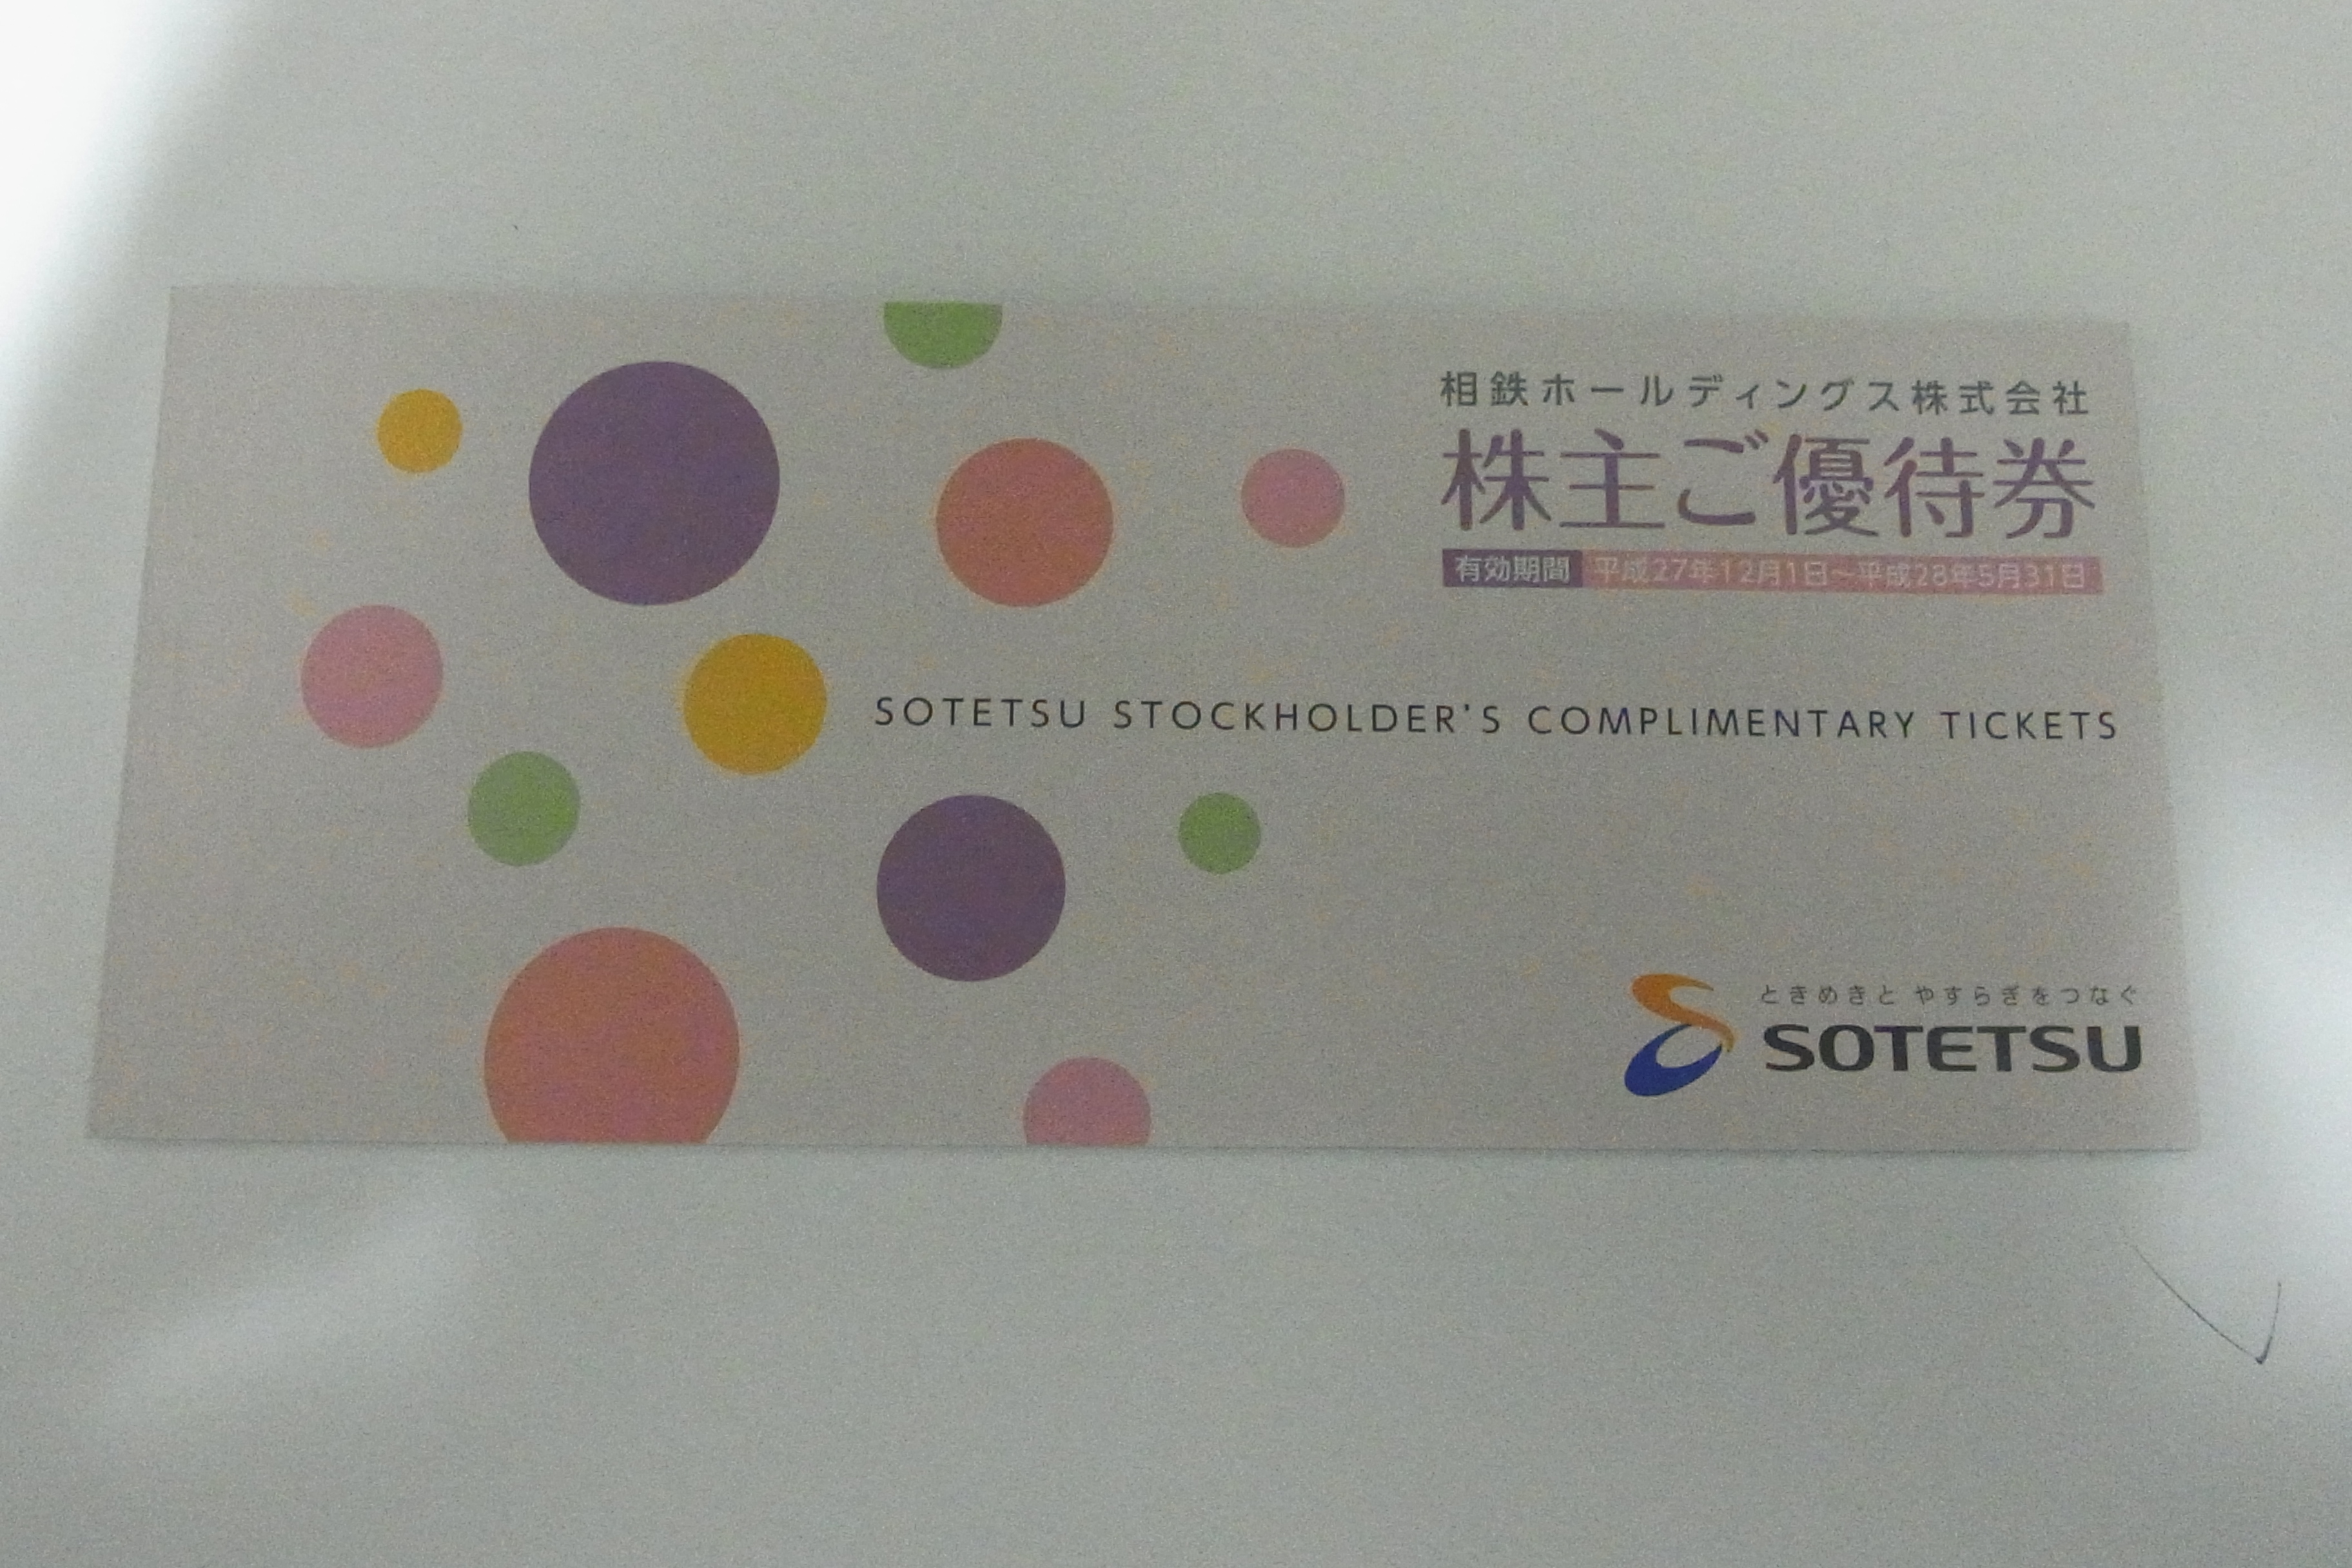 相鉄ホールディングス株式会社
株主ご優待券
有効期間 平成27年12月1日～平成28年5月31日
SOTETSU STOCKHOLDER'S COMPLIMENTARY TICKETS
ときめきと やすらぎをつなぐ
SOTETSU